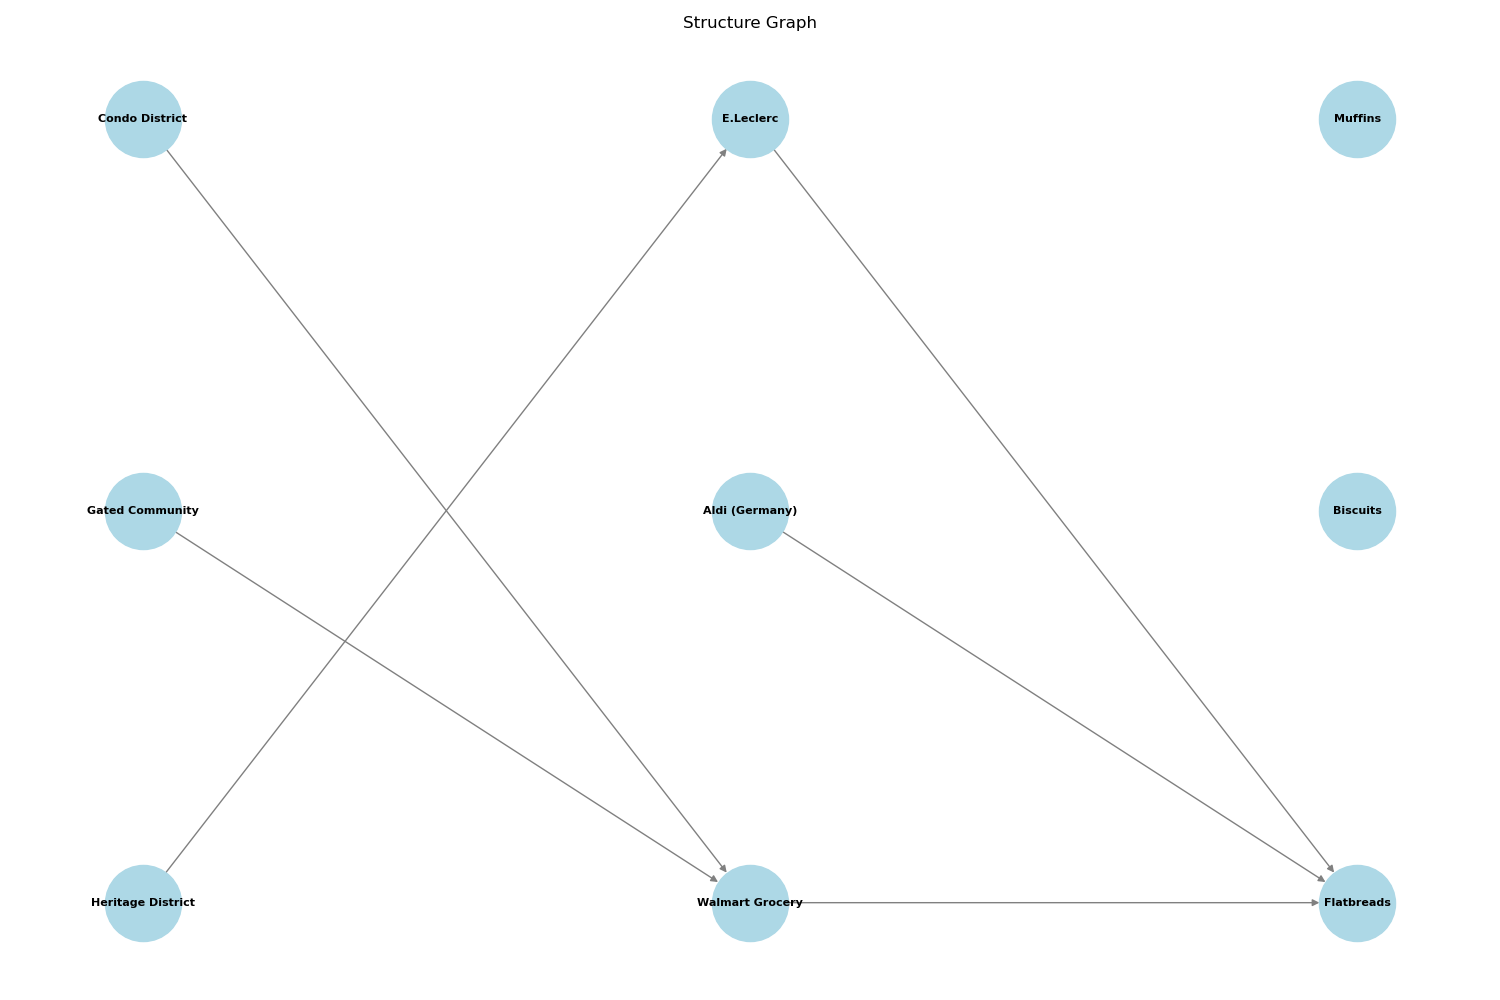 Structure Graph
Condo District
E.Leclerc
Muffins
Gated Community
Aldi (Germany)
Biscuits
Heritage District
Walmart Grocery
Flatbreads